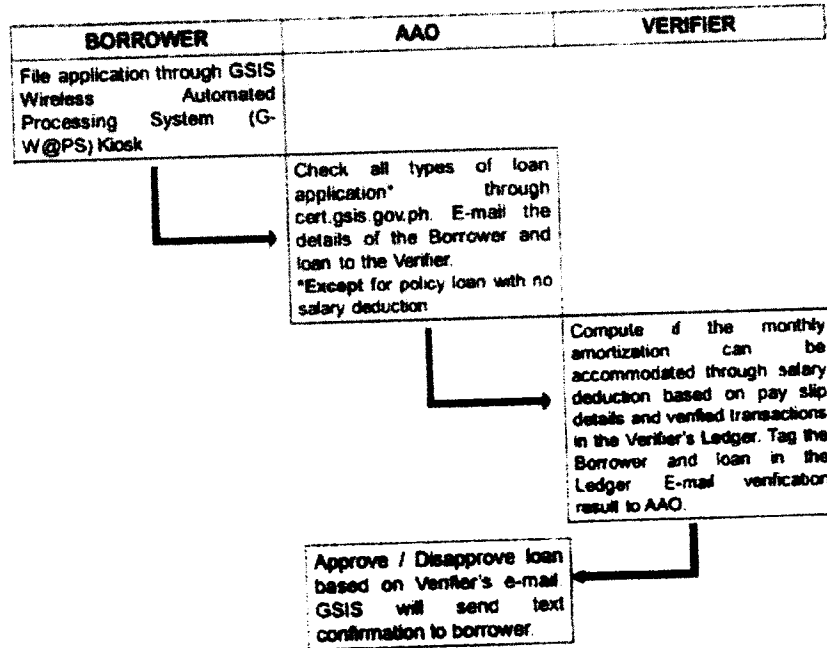 BORROWER
AAO
VERIFIER
File application through GSIS
Wireless Automated
Processing System (G-
W@PS) Kiosk
Check all types of loan
application* through
cert.gsis.gov.ph. E-mail the
details of the Borrower and
loan to the Verifier.
*Except for policy loan with no
salary deduction
Compute if the monthly
amortization can be
accommodated through salary
deduction based on pay slip
details and verified transactions
in the Verifier's Ledger. Tag the
Borrower and loan in the
Ledger E-mail verification
result to AAO.
Approve / Disapprove loan
based on Verifier's e-mail.
GSIS will send text
confirmation to borrower.